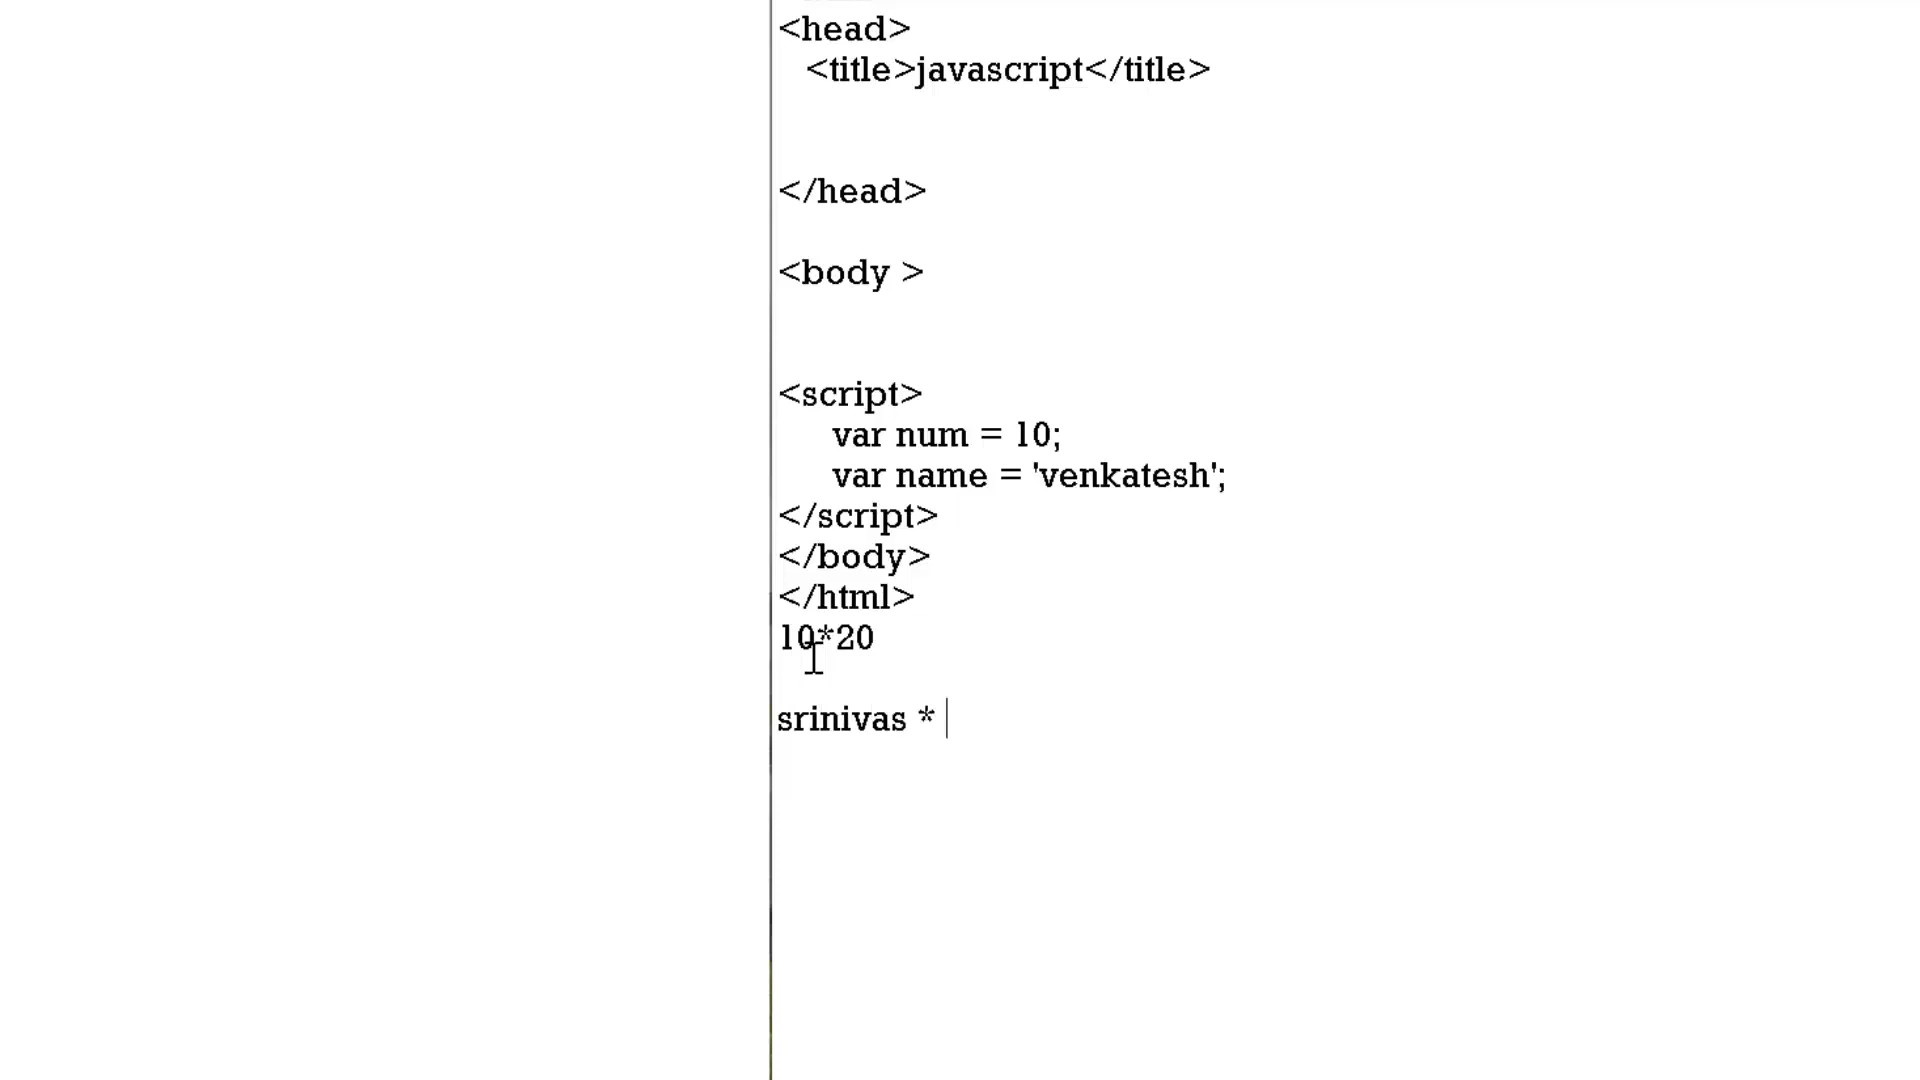 <head>
<title>javascript</title>
</head>
<body >
<script>
var num = 10;
var name = 'venkatesh';
</script>
</body>
</html>
10*20
srinivas *